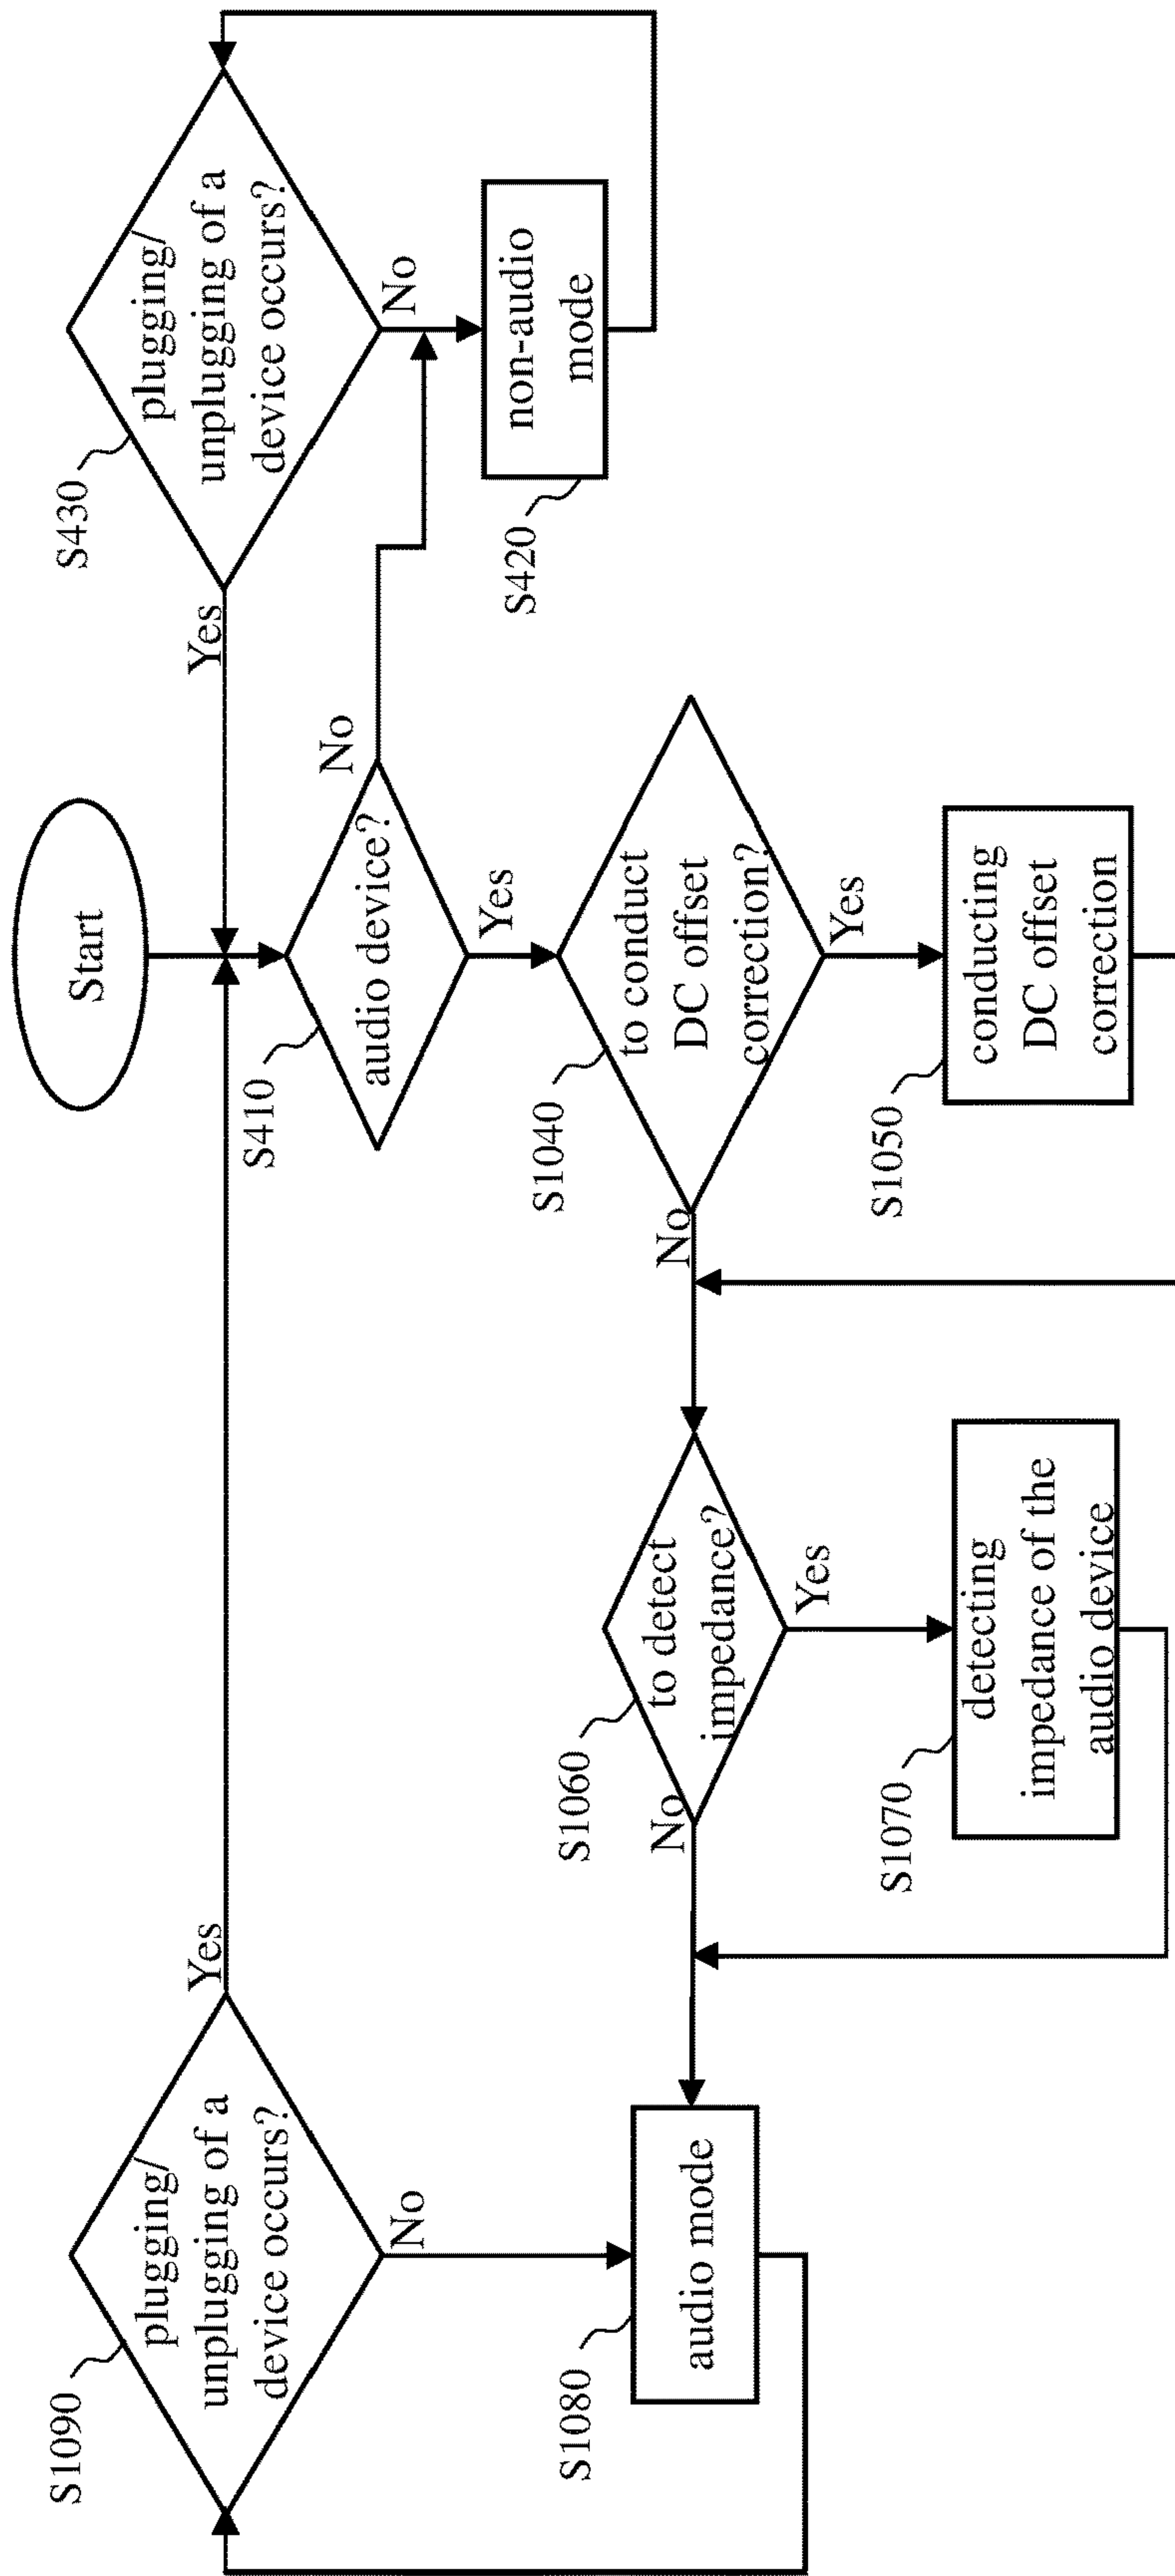 Start
S430
plugging/
unplugging of a
device occurs?
Yes
No
S420
non-audio
mode
S410
audio device?
No
Yes
S1040
to conduct
DC offset
correction?
No
Yes
S1050
conducting
DC offset
correction
S1060
to detect
impedance?
No
Yes
S1070
detecting
impedance of the
audio device
S1080
audio mode
S1090
plugging/
unplugging of a
device occurs?
Yes
No